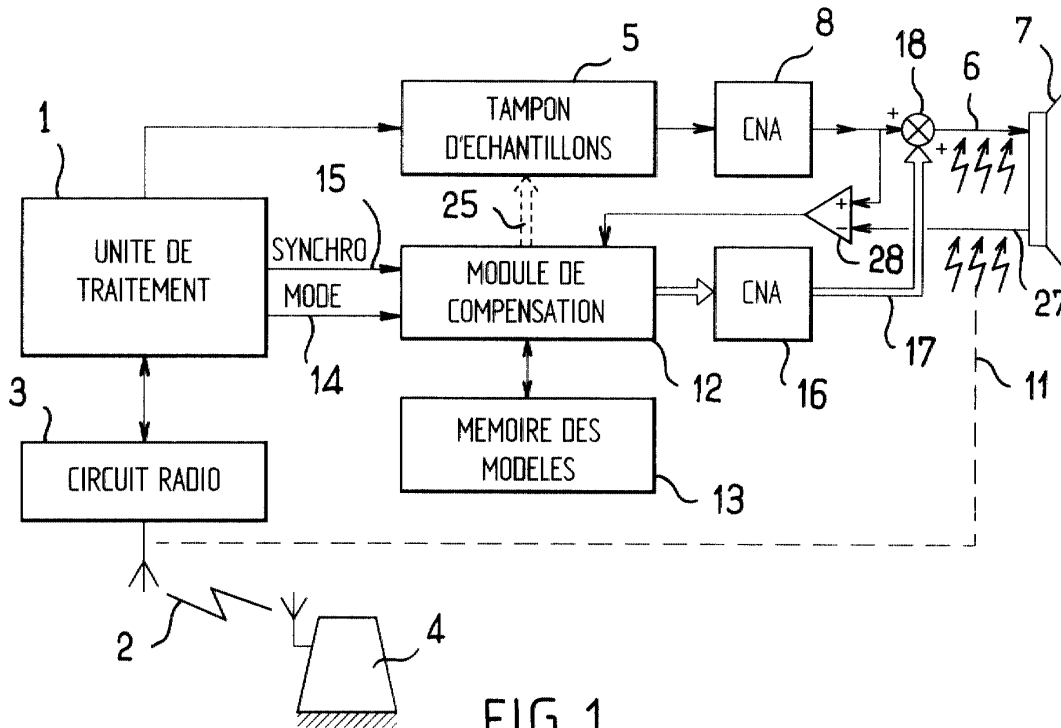 5
8
18
6
7
1
TAMPON
D'ECHANTILLONS
CNA
+
+
15
25
UNITE DE
TRAITEMENT
SYNCHRO
MODE
MODULE DE
COMPENSATION
+
−
28
CNA
27
14
12
16
17
11
3
CIRCUIT RADIO
MEMOIRE DES
MODELES
13
2
4
FIG.1